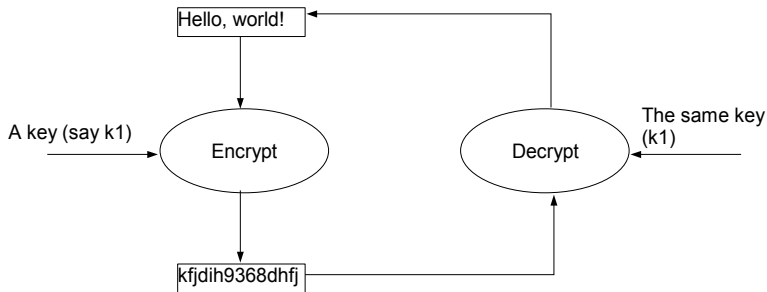 Hello, world!
A key (say k1)
Encrypt
Decrypt
The same key
(k1)
kfjdih9368dhfj